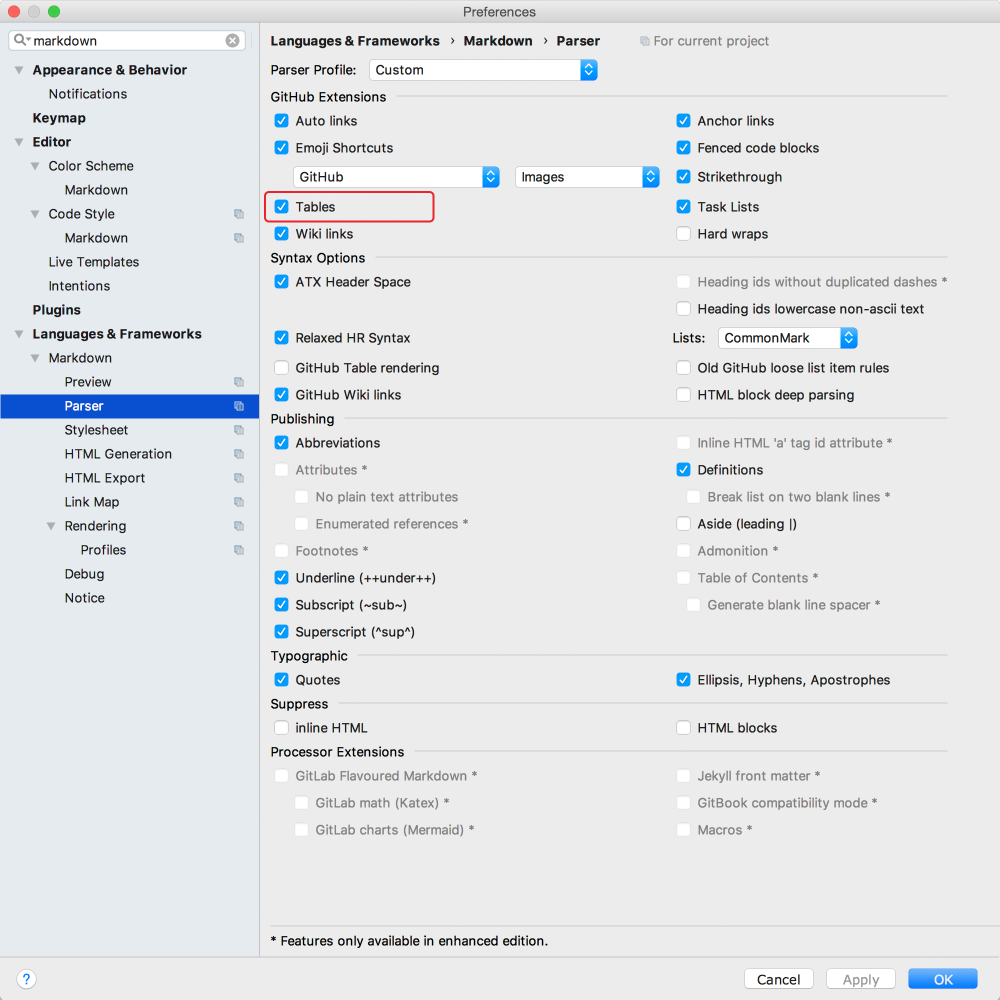 Preferences
markdown
Appearance & Behavior
Notifications
Keymap
Editor
Color Scheme
Markdown
Code Style
Markdown
Live Templates
Intentions
Plugins
Languages & Frameworks
Markdown
Preview
Parser
Stylesheet
HTML Generation
HTML Export
Link Map
Rendering
Profiles
Debug
Notice
Languages & Frameworks › Markdown › Parser For current project
Parser Profile: Custom
GitHub Extensions
Auto links Anchor links
Emoji Shortcuts Fenced code blocks
GitHub Images Strikethrough
Tables Task Lists
Wiki links Hard wraps
Syntax Options
ATX Header Space Heading ids without duplicated dashes *
Heading ids lowercase non-ascii text
Relaxed HR Syntax Lists: CommonMark
GitHub Table rendering Old GitHub loose list item rules
GitHub Wiki links HTML block deep parsing
Publishing
Abbreviations Inline HTML 'a' tag id attribute *
Attributes * Definitions
No plain text attributes Break list on two blank lines *
Enumerated references * Aside (leading |)
Footnotes * Admonition *
Underline (++under++) Table of Contents *
Subscript (~sub~) Generate blank line spacer *
Superscript (^sup^)
Typographic
Quotes Ellipsis, Hyphens, Apostrophes
Suppress
inline HTML HTML blocks
Processor Extensions
GitLab Flavoured Markdown * Jekyll front matter *
GitLab math (Katex) * GitBook compatibility mode *
GitLab charts (Mermaid) * Macros *
* Features only available in enhanced edition.
? Cancel Apply OK